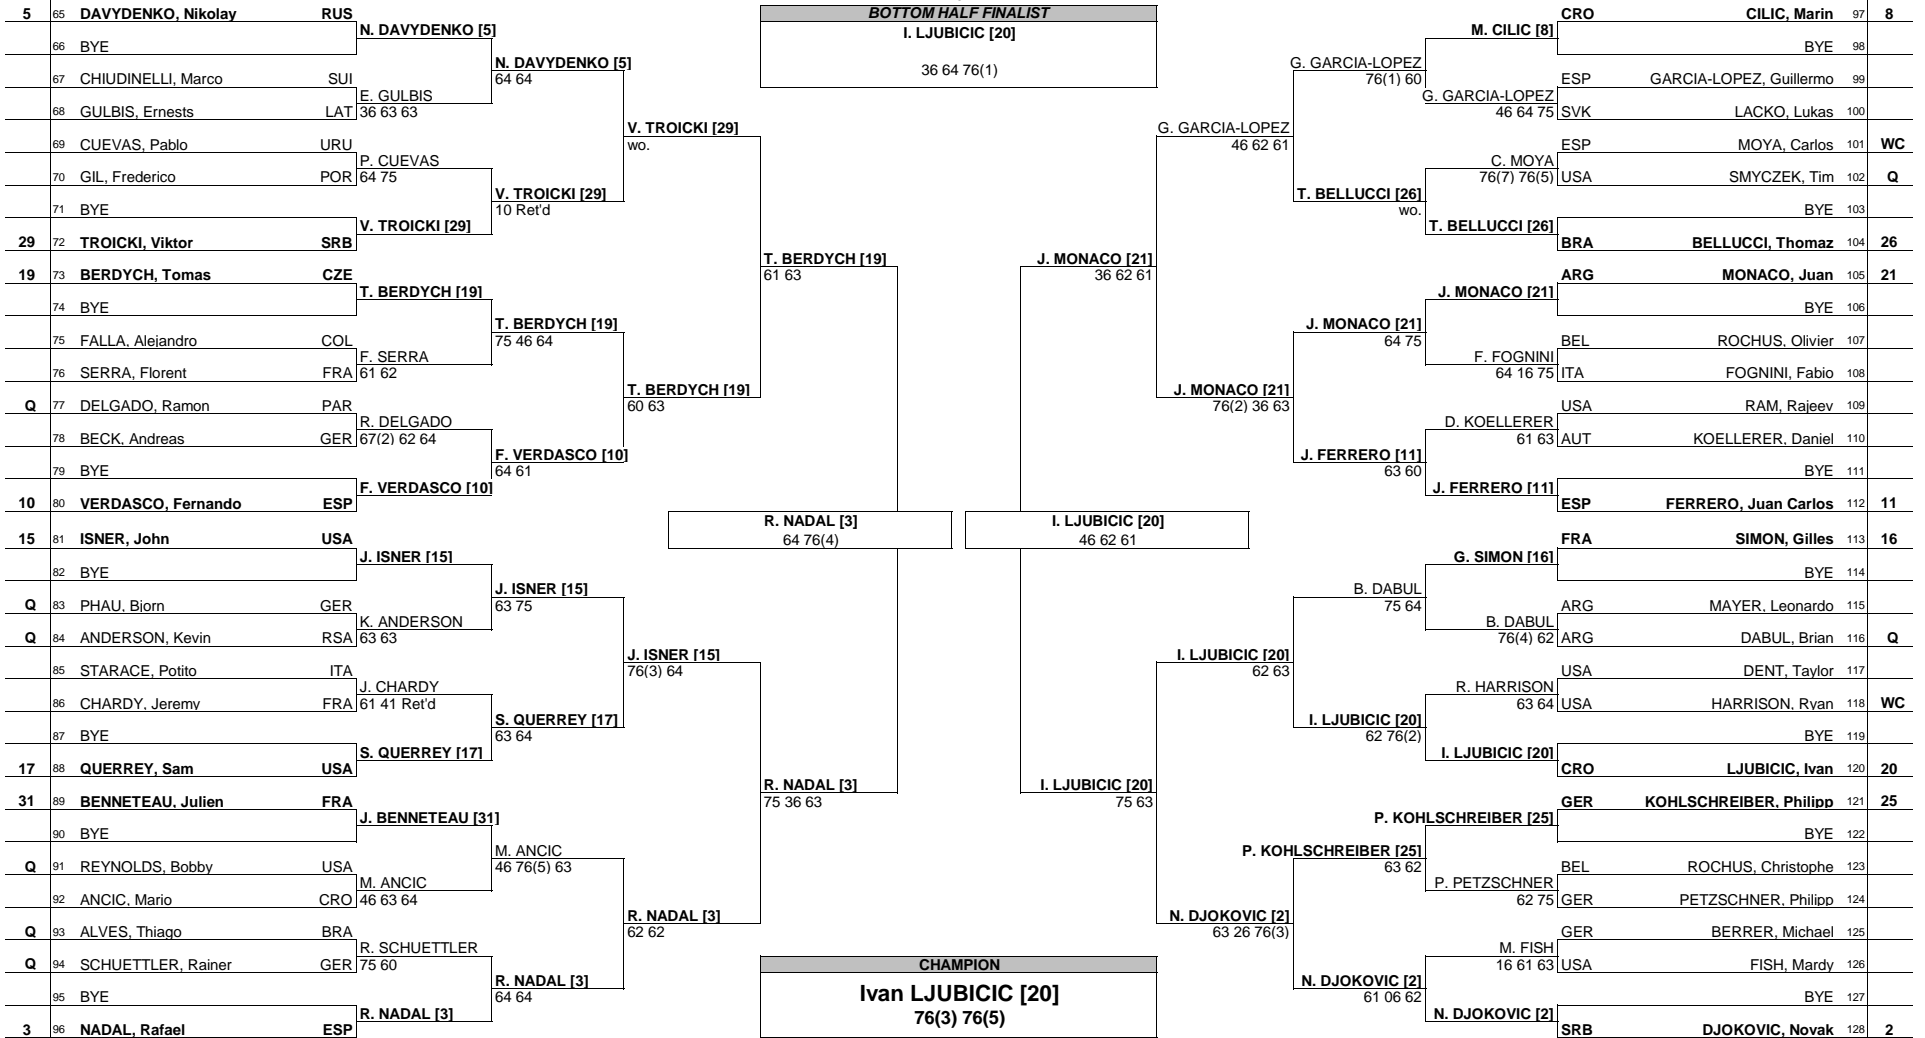 5 65 DAVYDENKO, Nikolay RUS
66 BYE
67 CHIUDINELLI, Marco SUI
68 GULBIS, Ernests LAT
69 CUEVAS, Pablo URU
70 GIL, Frederico POR
71 BYE
29 72 TROICKI, Viktor SRB
19 73 BERDYCH, Tomas CZE
74 BYE
75 FALLA, Alejandro COL
76 SERRA, Florent FRA
Q 77 DELGADO, Ramon PAR
78 BECK, Andreas GER
79 BYE
10 80 VERDASCO, Fernando ESP
15 81 ISNER, John USA
82 BYE
Q 83 PHAU, Bjorn GER
Q 84 ANDERSON, Kevin RSA
85 STARACE, Potito ITA
86 CHARDY, Jeremy FRA
87 BYE
17 88 QUERREY, Sam USA
31 89 BENNETEAU, Julien FRA
90 BYE
Q 91 REYNOLDS, Bobby USA
92 ANCIC, Mario CRO
Q 93 ALVES, Thiago BRA
Q 94 SCHUETTLER, Rainer GER
95 BYE
3 96 NADAL, Rafael ESP
N. DAVYDENKO [5]
E. GULBIS
36 63 63
P. CUEVAS
64 75
V. TROICKI [29]
T. BERDYCH [19]
F. SERRA
61 62
R. DELGADO
67(2) 62 64
F. VERDASCO [10]
J. ISNER [15]
K. ANDERSON
63 63
J. CHARDY
61 41 Ret'd
S. QUERREY [17]
J. BENNETEAU [31]
M. ANCIC
46 63 64
R. SCHUETTLER
75 60
R. NADAL [3]
N. DAVYDENKO [5]
64 64
V. TROICKI [29]
10 Ret'd
T. BERDYCH [19]
75 46 64
F. VERDASCO [10]
64 61
J. ISNER [15]
63 75
S. QUERREY [17]
63 64
M. ANCIC
46 76(5) 63
R. NADAL [3]
64 64
V. TROICKI [29]
wo.
T. BERDYCH [19]
60 63
J. ISNER [15]
76(3) 64
R. NADAL [3]
62 62
T. BERDYCH [19]
61 63
R. NADAL [3]
75 36 63
BOTTOM HALF FINALIST
I. LJUBICIC [20]
36 64 76(1)
R. NADAL [3]
64 76(4)
I. LJUBICIC [20]
46 62 61
CHAMPION
Ivan LJUBICIC [20]
76(3) 76(5)
J. MONACO [21]
36 62 61
I. LJUBICIC [20]
75 63
G. GARCIA-LOPEZ
46 62 61
J. MONACO [21]
76(2) 36 63
I. LJUBICIC [20]
62 63
N. DJOKOVIC [2]
63 26 76(3)
G. GARCIA-LOPEZ
76(1) 60
T. BELLUCCI [26]
wo.
J. MONACO [21]
64 75
J. FERRERO [11]
63 60
B. DABUL
75 64
I. LJUBICIC [20]
62 76(2)
P. KOHLSCHREIBER [25]
63 62
N. DJOKOVIC [2]
61 06 62
M. CILIC [8]
G. GARCIA-LOPEZ
46 64 75
C. MOYA
76(7) 76(5)
T. BELLUCCI [26]
J. MONACO [21]
F. FOGNINI
64 16 75
D. KOELLERER
61 63
J. FERRERO [11]
G. SIMON [16]
B. DABUL
76(4) 62
R. HARRISON
63 64
I. LJUBICIC [20]
P. KOHLSCHREIBER [25]
P. PETZSCHNER
62 75
M. FISH
16 61 63
N. DJOKOVIC [2]
CRO CILIC, Marin 97 8
BYE 98
ESP GARCIA-LOPEZ, Guillermo 99
SVK LACKO, Lukas 100
ESP MOYA, Carlos 101 WC
USA SMYCZEK, Tim 102 Q
BYE 103
BRA BELLUCCI, Thomaz 104 26
ARG MONACO, Juan 105 21
BYE 106
BEL ROCHUS, Olivier 107
ITA FOGNINI, Fabio 108
USA RAM, Rajeev 109
AUT KOELLERER, Daniel 110
BYE 111
ESP FERRERO, Juan Carlos 112 11
FRA SIMON, Gilles 113 16
BYE 114
ARG MAYER, Leonardo 115
ARG DABUL, Brian 116 Q
USA DENT, Taylor 117
USA HARRISON, Ryan 118 WC
BYE 119
CRO LJUBICIC, Ivan 120 20
GER KOHLSCHREIBER, Philipp 121 25
BYE 122
BEL ROCHUS, Christophe 123
GER PETZSCHNER, Philipp 124
GER BERRER, Michael 125
USA FISH, Mardy 126
BYE 127
SRB DJOKOVIC, Novak 128 2